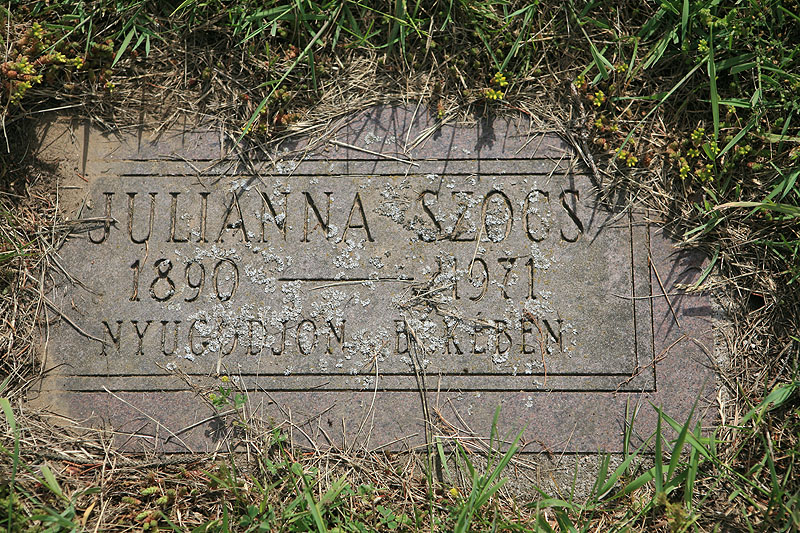 JULIANNA SZOCS
1890 — 1971
NYUGODJON BÉKÉBEN